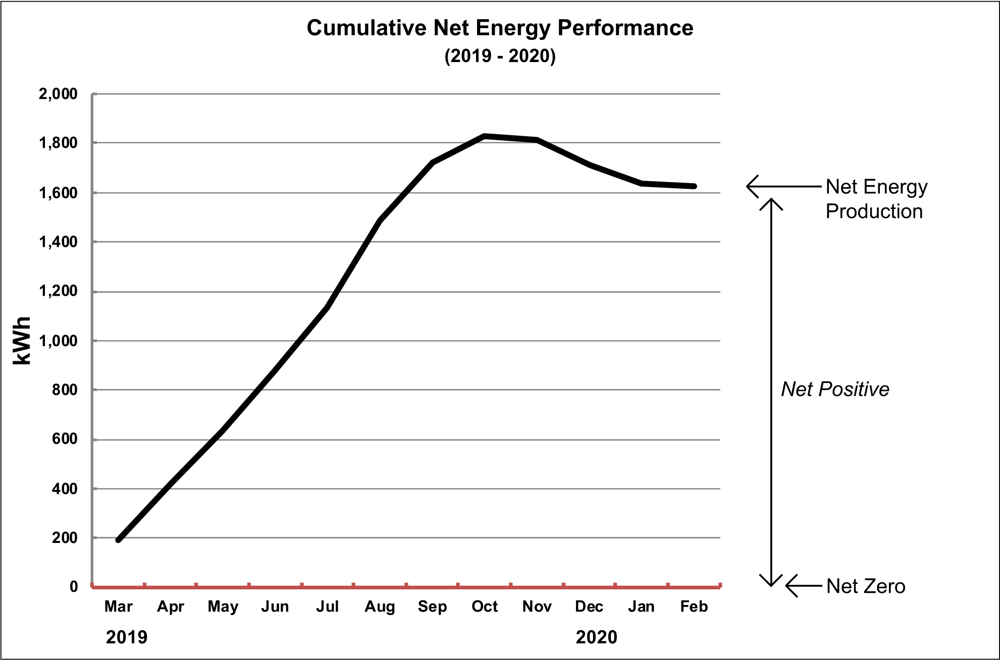 Cumulative Net Energy Performance
(2019 - 2020)
kWh
2,000
1,800
1,600
1,400
1,200
1,000
800
600
400
200
0
Mar Apr May Jun Jul Aug Sep Oct Nov Dec Jan Feb
2019 2020
Net Energy
Production
Net Positive
Net Zero